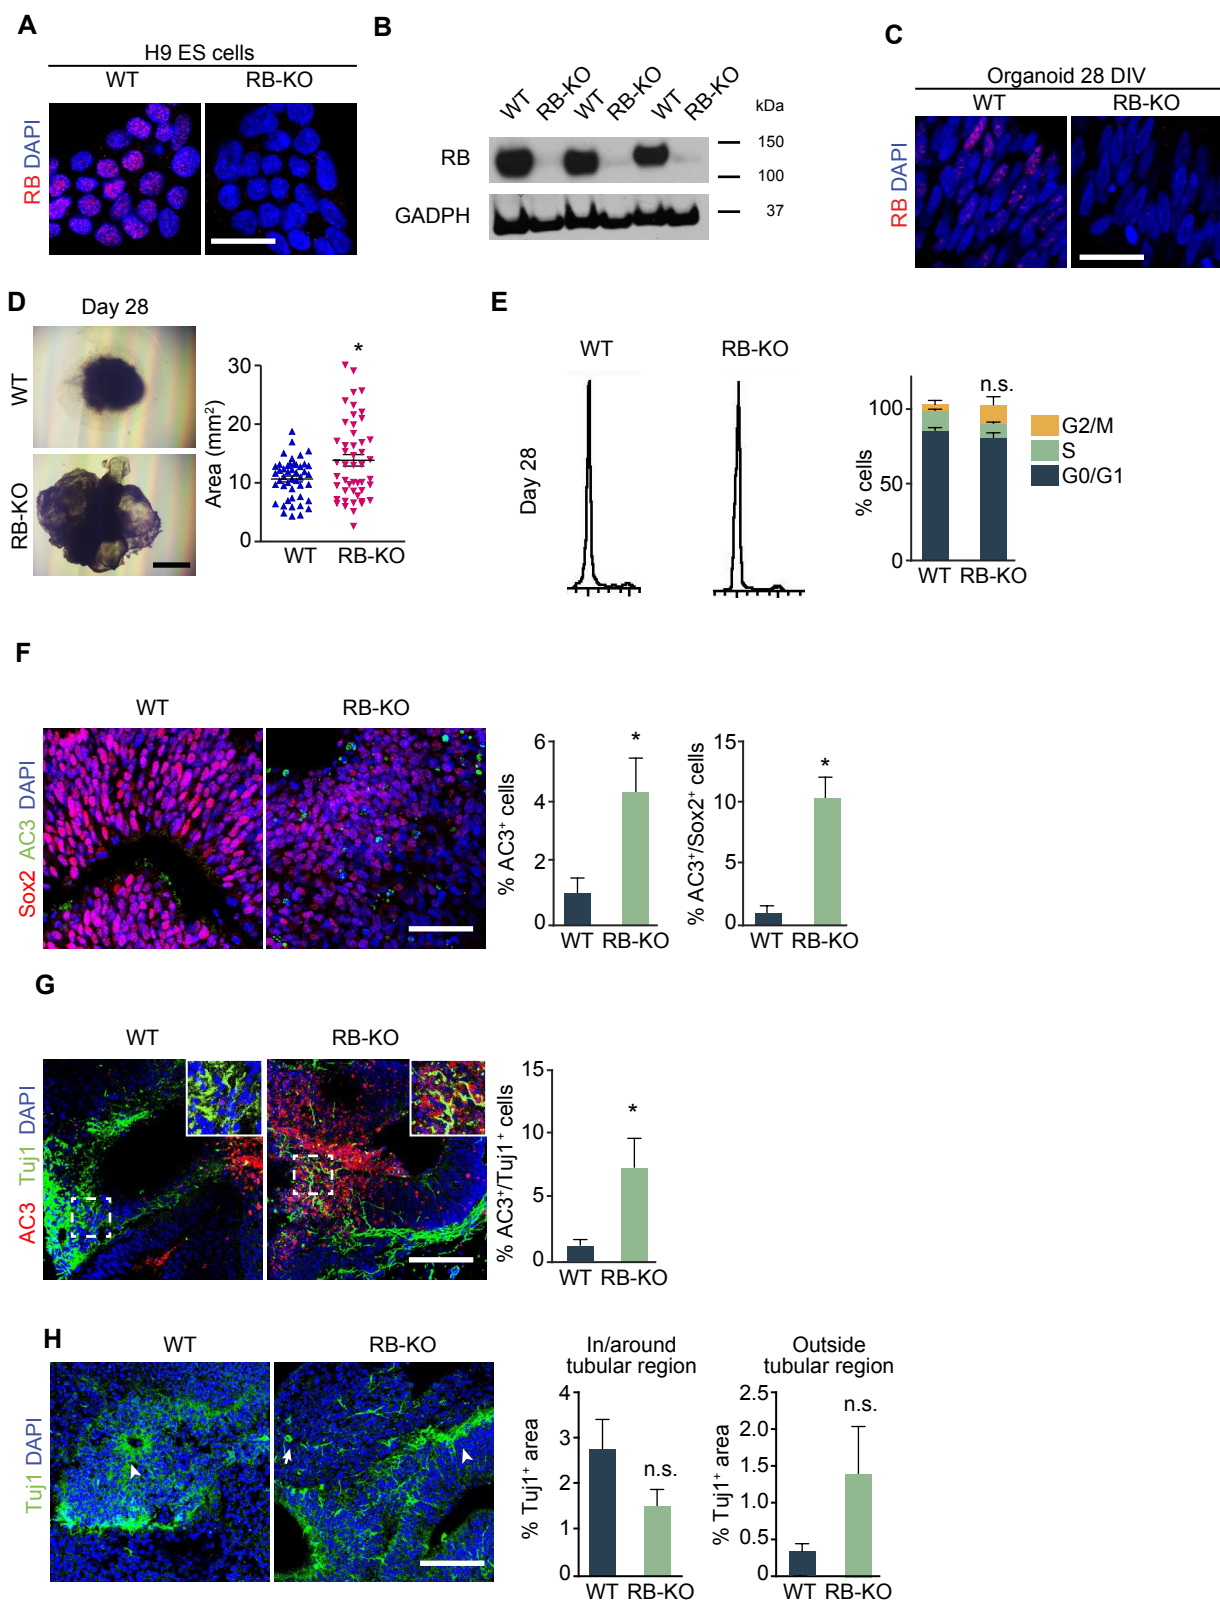 A
H9 ES cells
WT
RB-KO
RB DAPI
B
WT RB-KO WT RB-KO WT RB-KO
kDa
RB
150
100
GADPH
37
C
Organoid 28 DIV
WT
RB-KO
RB DAPI
D
Day 28
WT
RB-KO
*
Area (mm²)
30
20
10
0
WT
RB-KO
E
WT
RB-KO
Day 28
n.s.
% cells
100
50
0
WT RB-KO
G2/M
S
G0/G1
F
WT
RB-KO
Sox2 AC3 DAPI
% AC3⁺ cells
6
4
2
0
*
WT RB-KO
% AC3⁺/Sox2⁺ cells
15
10
5
0
*
WT RB-KO
G
WT
RB-KO
AC3 Tuj1 DAPI
% AC3⁺/Tuj1⁺ cells
15
10
5
0
*
WT RB-KO
H
WT
RB-KO
Tuj1 DAPI
In/around
tubular region
% Tuj1⁺ area
4
3
2
1
0
n.s.
WT RB-KO
Outside
tubular region
% Tuj1⁺ area
2.5
2
1.5
1
0.5
0
n.s.
WT RB-KO